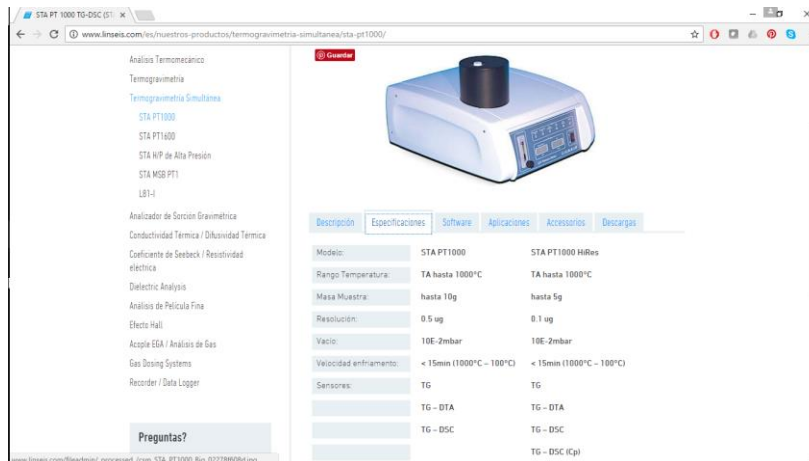 STA PT 1000 TG-DSC (ST
www.linseis.com/es/nuestros-productos/termogravimetria-simultanea/sta-pt1000/
Análisis Termomecánico
Termogravimetría
Termogravimetría Simultánea
STA PT1000
STA PT1600
STA H/P de Alta Presión
STA MSB PT1
L81-I
Analizador de Sorción Gravimétrica
Conductividad Térmica / Difusividad Térmica
Coeficiente de Seebeck / Resistividad
eléctrica
Dielectric Analysis
Análisis de Película Fina
Efecto Hall
Acople EGA / Análisis de Gas
Gas Dosing Systems
Recorder / Data Logger
Preguntas?
Guardar
Descripción Especificaciones Software Aplicaciones Accessorios Descargas
Modelo: STA PT1000 STA PT1000 HiRes
Rango Temperatura: TA hasta 1000°C TA hasta 1000°C
Masa Muestra: hasta 10g hasta 5g
Resolución: 0.5 ug 0.1 ug
Vacío: 10E-2mbar 10E-2mbar
Velocidad enfriamento: < 15min (1000°C – 100°C) < 15min (1000°C – 100°C)
Sensores: TG TG
TG – DTA TG – DTA
TG – DSC TG – DSC
TG – DSC (Cp)